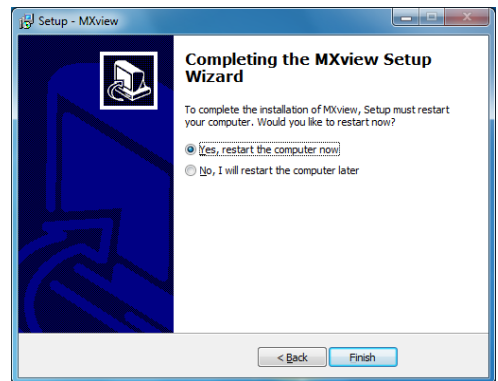 Setup - MXview
Completing the MXview Setup
Wizard
To complete the installation of MXview, Setup must restart
your computer. Would you like to restart now?
Yes, restart the computer now
No, I will restart the computer later
< Back
Finish